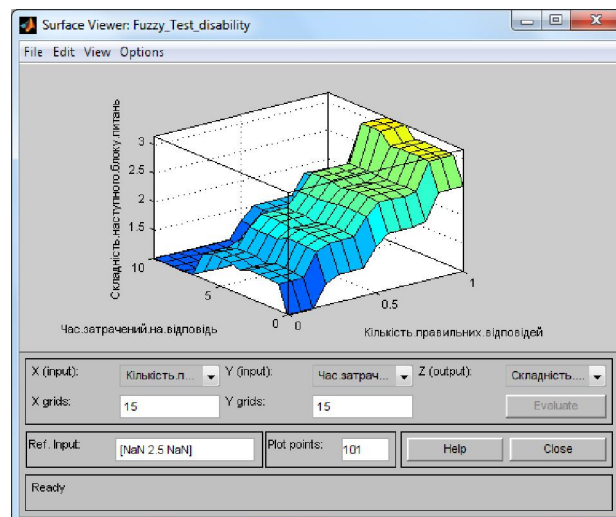 Surface Viewer: Fuzzy_Test_disability
File Edit View Options
Складність.наступного.блоку.питань
3
2.5
2
1.5
10
5
0
0
0.5
1
Час.затрачений.на.відповідь
Кількість.правильних.відповідей
X (input):
Кількість.п...
Y (input):
Час.затрач...
Z (output):
Складність....
X grids:
15
Y grids:
15
Evaluate
Ref. Input:
[NaN 2.5 NaN]
Plot points:
101
Help
Close
Ready